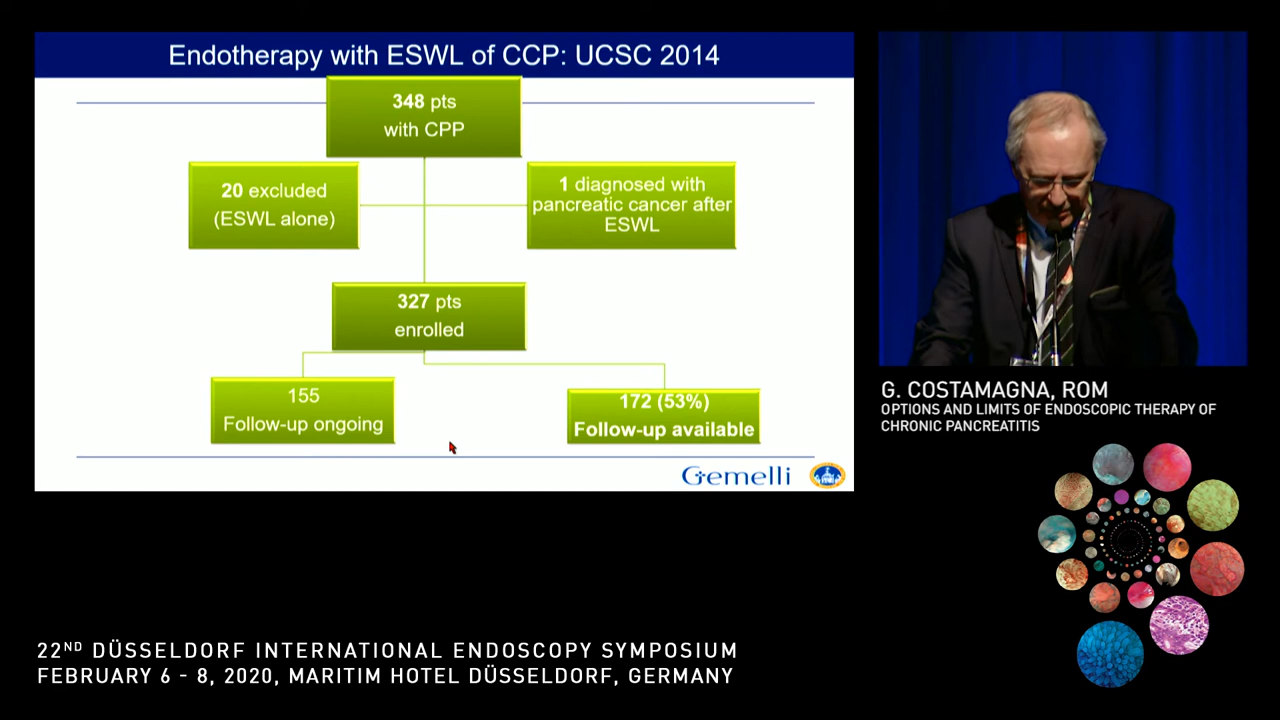 Endotherapy with ESWL of CCP: UCSC 2014
348 pts
with CPP
20 excluded
(ESWL alone)
1 diagnosed with
pancreatic cancer after
ESWL
327 pts
enrolled
155
Follow-up ongoing
172 (53%)
Follow-up available
Gemelli
G. COSTAMAGNA, ROM
OPTIONS AND LIMITS OF ENDOSCOPIC THERAPY OF
CHRONIC PANCREATITIS
22ND DÜSSELDORF INTERNATIONAL ENDOSCOPY SYMPOSIUM
FEBRUARY 6 - 8, 2020, MARITIM HOTEL DÜSSELDORF, GERMANY